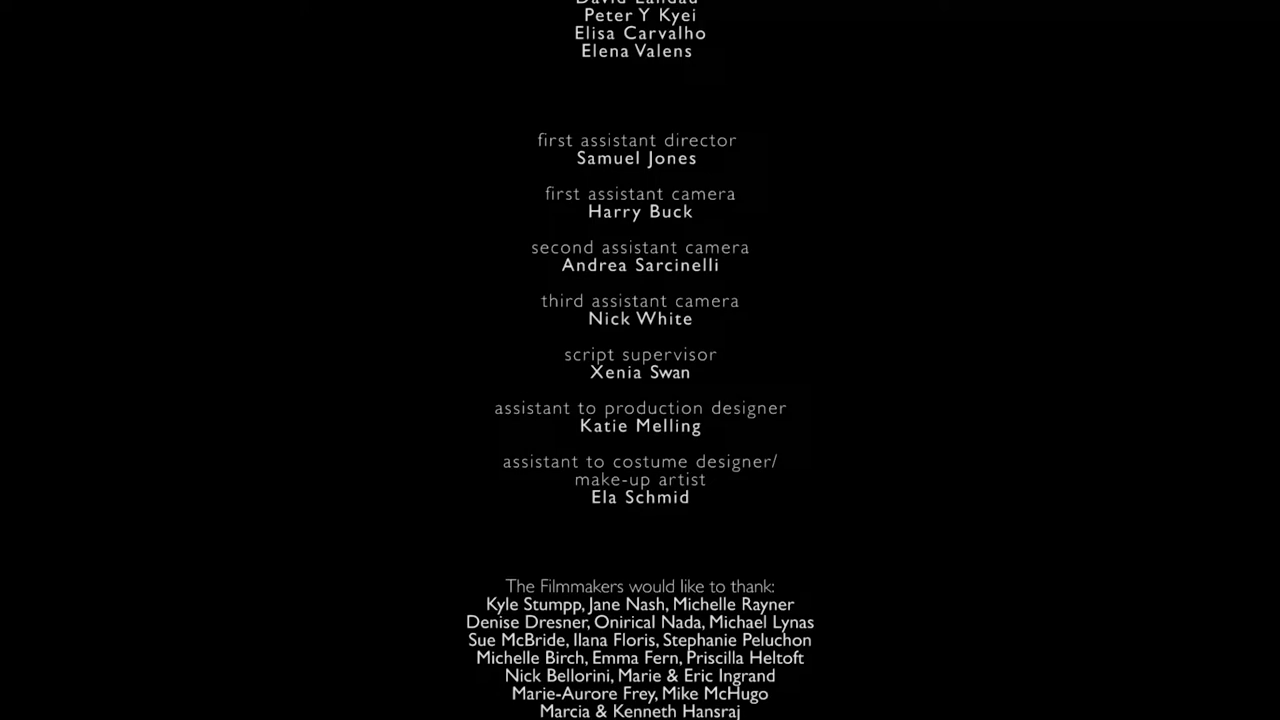 David Landau
Peter Y Kyei
Elisa Carvalho
Elena Valens
first assistant director
Samuel Jones
first assistant camera
Harry Buck
second assistant camera
Andrea Sarcinelli
third assistant camera
Nick White
script supervisor
Xenia Swan
assistant to production designer
Katie Melling
assistant to costume designer/
make-up artist
Ela Schmid
The Filmmakers would like to thank:
Kyle Stumpp, Jane Nash, Michelle Rayner
Denise Dresner, Onirical Nada, Michael Lynas
Sue McBride, Ilana Floris, Stephanie Peluchon
Michelle Birch, Emma Fern, Priscilla Heltoft
Nick Bellorini, Marie & Eric Ingrand
Marie-Aurore Frey, Mike McHugo
Marcia & Kenneth Hansraj